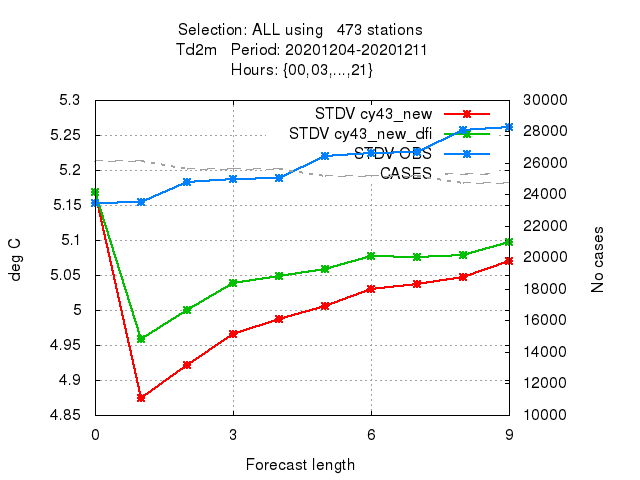 Selection: ALL using   473 stations
Td2m   Period: 20201204-20201211
Hours: {00,03,...,21}
5.3
30000
STDV cy43_new
5.25
28000
STDV cy43_new_dfi
STDV OBS
5.2
26000
CASES
5.15
24000
5.1
22000
deg C
No cases
5.05
20000
5
18000
16000
4.95
14000
4.9
12000
4.85
10000
0
3
6
9
Forecast length